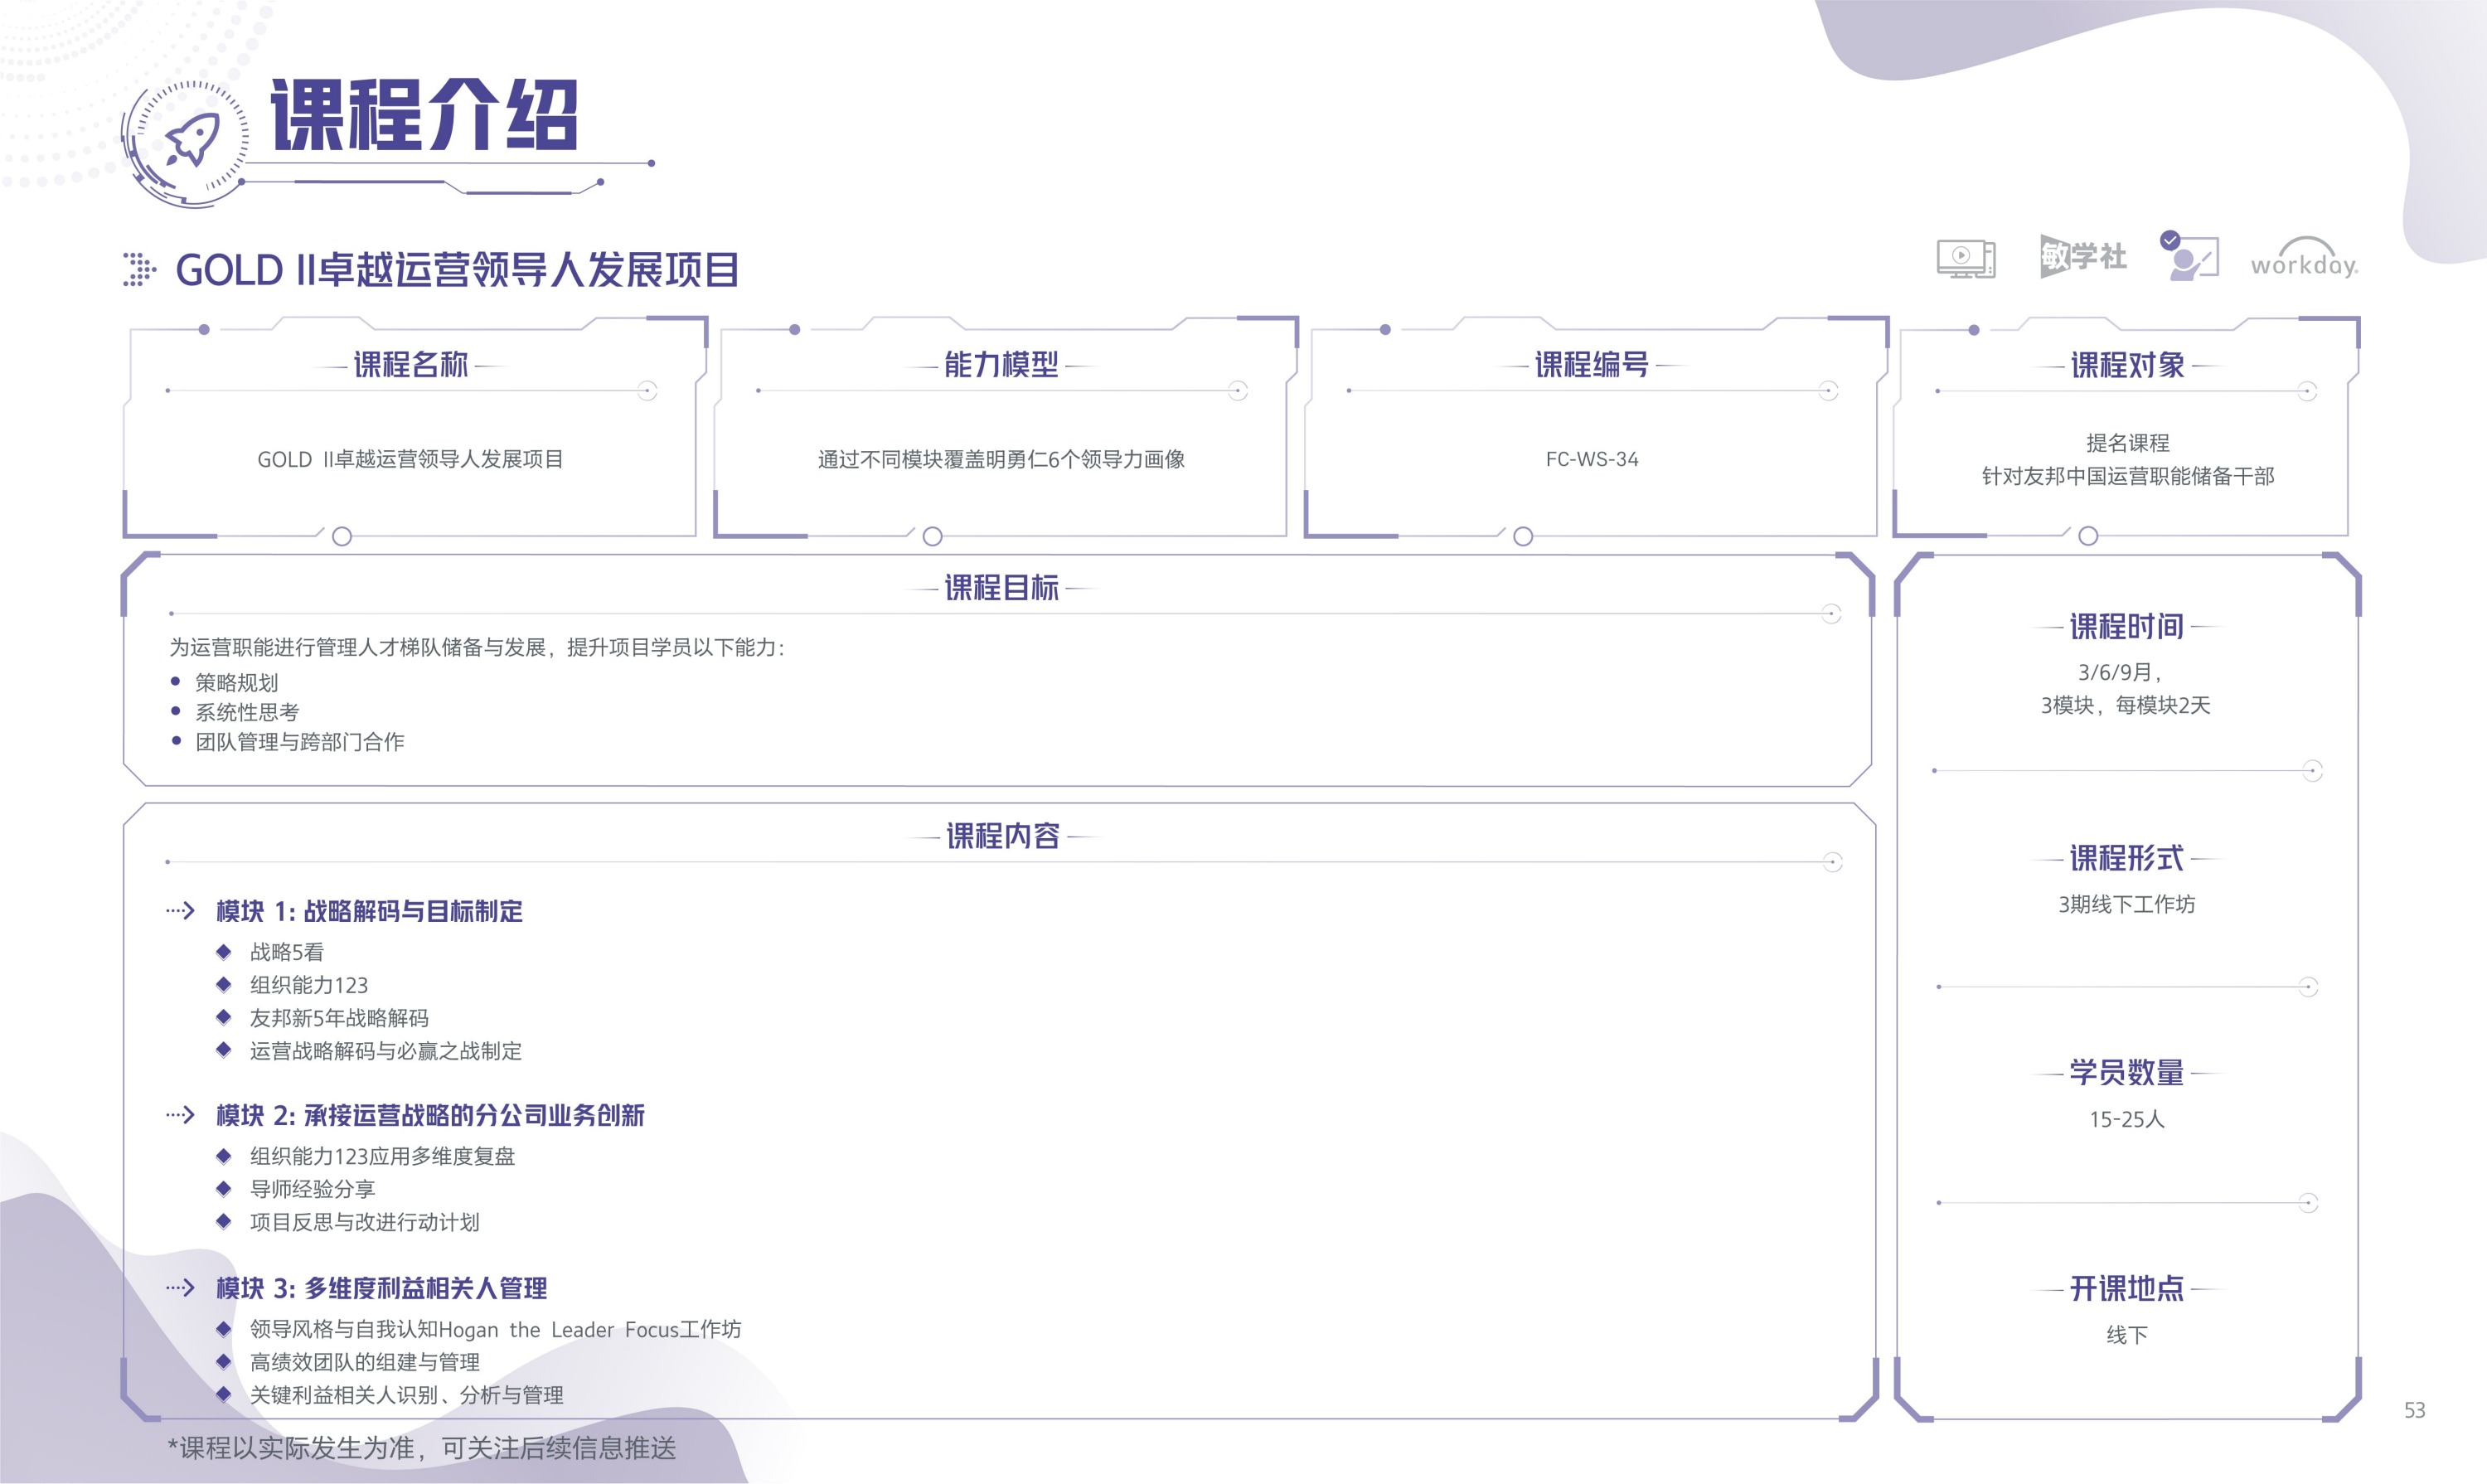 课程介绍
GOLD II卓越运营领导人发展项目
敏学社
workday.
课程名称
GOLD II卓越运营领导人发展项目
能力模型
通过不同模块覆盖明勇仁6个领导力画像
课程编号
FC-WS-34
课程对象
提名课程
针对友邦中国运营职能储备干部
课程目标
为运营职能进行管理人才梯队储备与发展，提升项目学员以下能力：
策略规划
系统性思考
团队管理与跨部门合作
课程内容
模块 1: 战略解码与目标制定
战略5看
组织能力123
友邦新5年战略解码
运营战略解码与必赢之战制定
模块 2: 承接运营战略的分公司业务创新
组织能力123应用多维度复盘
导师经验分享
项目反思与改进行动计划
模块 3: 多维度利益相关人管理
领导风格与自我认知Hogan the Leader Focus工作坊
高绩效团队的组建与管理
关键利益相关人识别、分析与管理
课程时间
3/6/9月，
3模块，每模块2天
课程形式
3期线下工作坊
学员数量
15-25人
开课地点
线下
*课程以实际发生为准，可关注后续信息推送
53